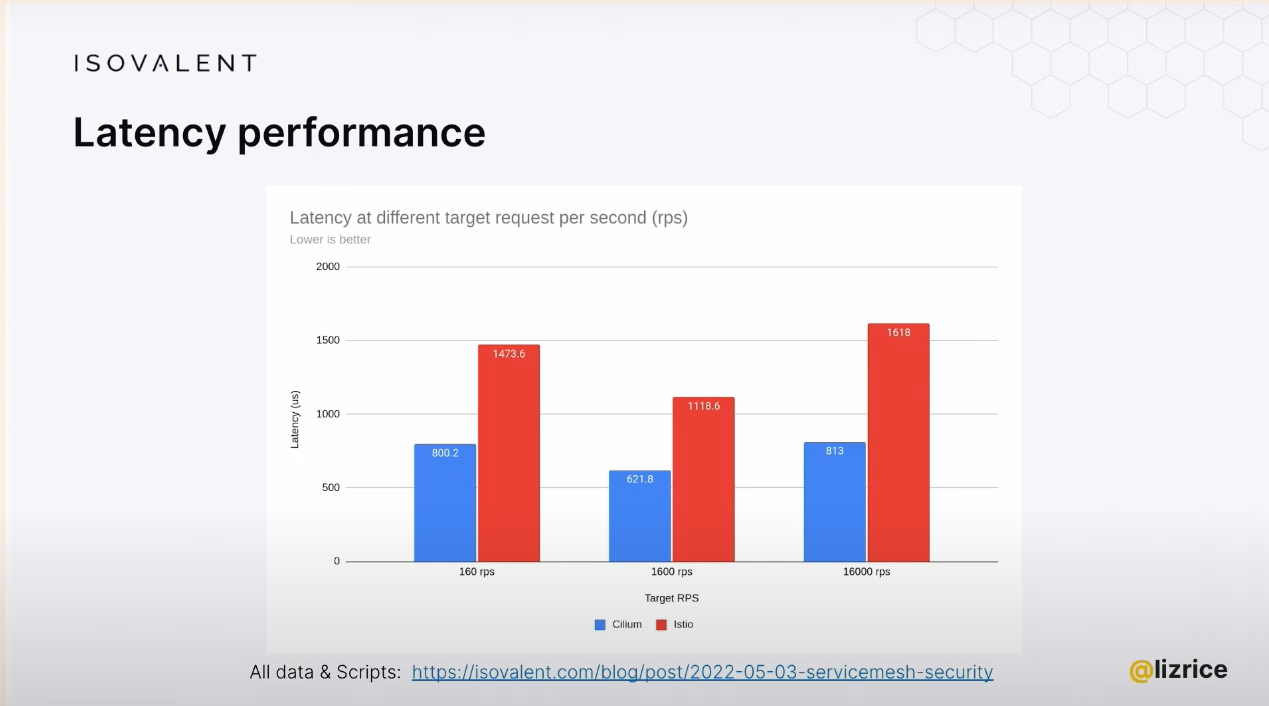 ISOVALENT
Latency performance
Latency at different target request per second (rps)
Lower is better
2000
1500
1000
500
0
Latency (us)
800.2
1473.6
621.8
1118.6
813
1618
160 rps
1600 rps
16000 rps
Target RPS
Cilium
Istio
All data & Scripts: https://isovalent.com/blog/post/2022-05-03-servicemesh-security
@lizrice